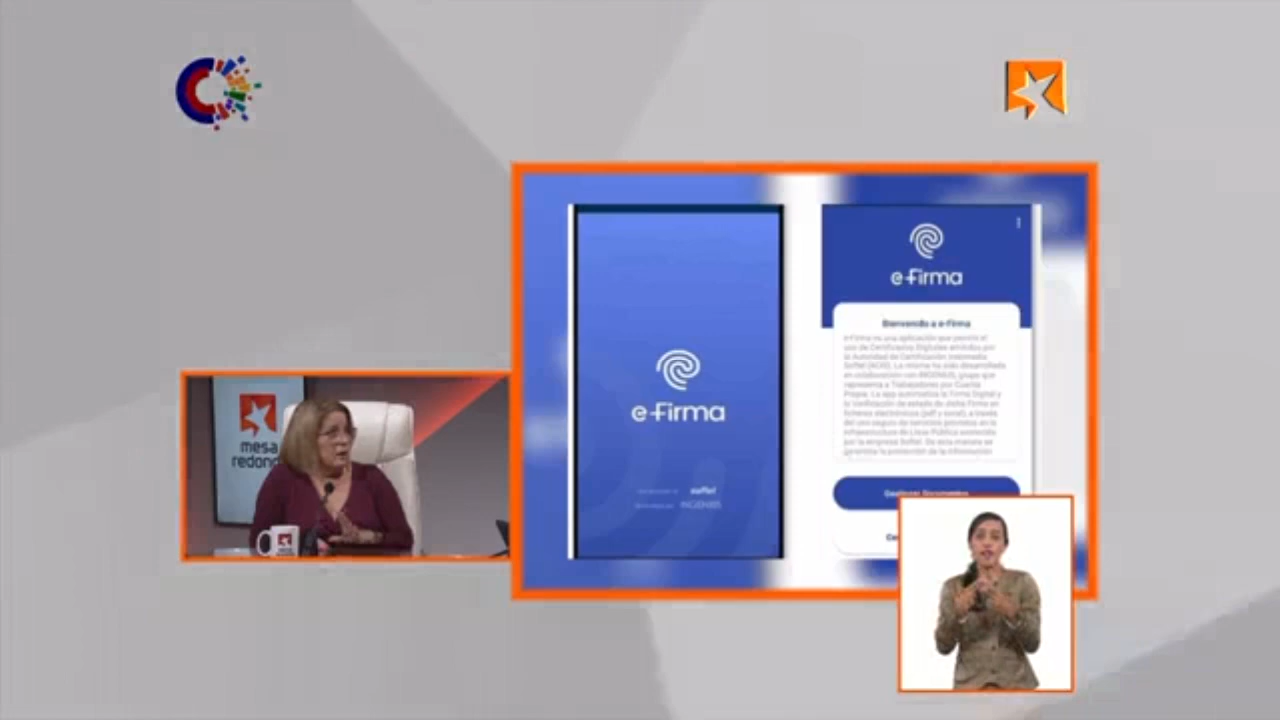 mesa
redonda
e-Firma
softel
INGENIUS
e-Firma
Bienvenido a e-Firma
e-Firma es una aplicación que permite el
uso de Certificados Digitales emitidos por
la Autoridad de Certificación Intermedia
Softel (ACIS). La misma ha sido desarrollada
en colaboración con INGENIUS, grupo que
representa a Trabajadores por Cuenta
Propia. La app automatiza la Firma Digital y
la Verificación de estado de dicha Firma en
ficheros electrónicos (pdf y excel), a través
del uso seguro de servicios provistos en la
Infraestructura de Llave Pública
por la empresa Softel. De esta manera se
garantiza la protección de la información
Gestionar Documentos